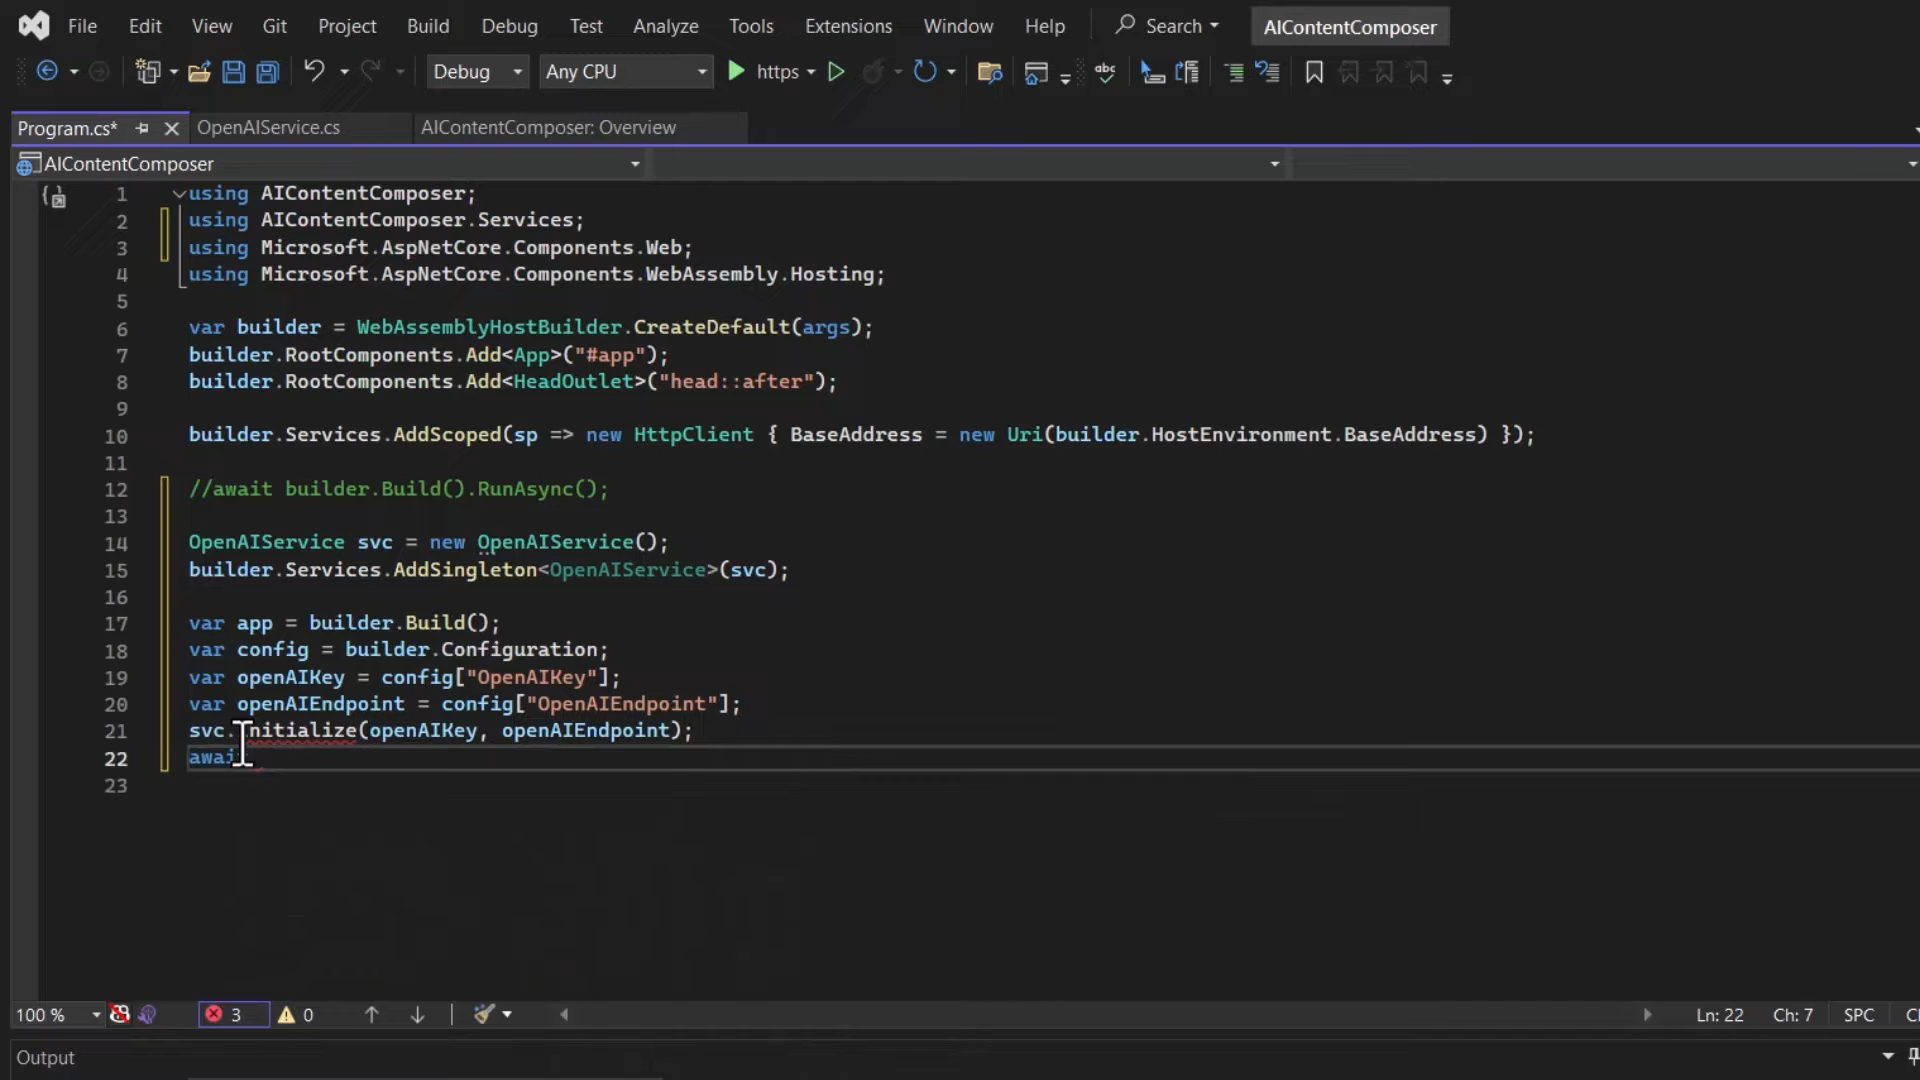 File Edit View Git Project Build Debug Test Analyze Tools Extensions Window Help Search AIContentComposer
Debug Any CPU https abc
Program.cs* OpenAIService.cs AIContentComposer: Overview
AIContentComposer
1 using AIContentComposer;
2 using AIContentComposer.Services;
3 using Microsoft.AspNetCore.Components.Web;
4 using Microsoft.AspNetCore.Components.WebAssembly.Hosting;
5
6 var builder = WebAssemblyHostBuilder.CreateDefault(args);
7 builder.RootComponents.Add<App>("#app");
8 builder.RootComponents.Add<HeadOutlet>("head::after");
9
10 builder.Services.AddScoped(sp => new HttpClient { BaseAddress = new Uri(builder.HostEnvironment.BaseAddress) });
11
12 //await builder.Build().RunAsync();
13
14 OpenAIService svc = new OpenAIService();
15 builder.Services.AddSingleton<OpenAIService>(svc);
16
17 var app = builder.Build();
18 var config = builder.Configuration;
19 var openAIKey = config["OpenAIKey"];
20 var openAIEndpoint = config["OpenAIEndpoint"];
21 svc.Initialize(openAIKey, openAIEndpoint);
22 await
23
100 % 3 0 Ln: 22 Ch: 7 SPC
Output